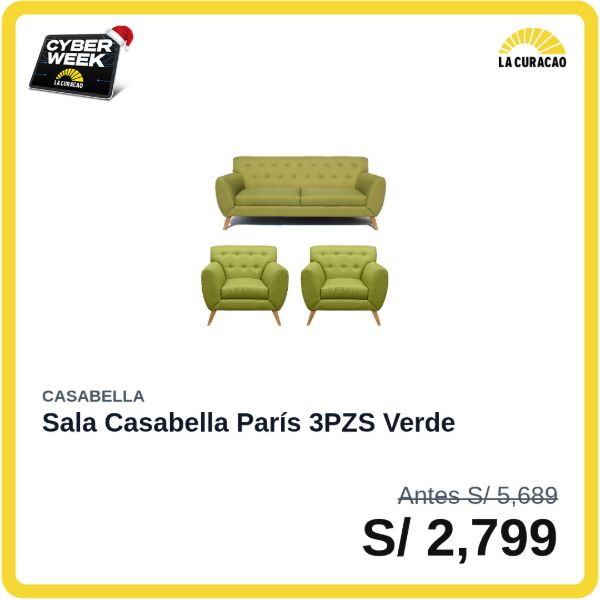 CYBER
WEEK
LA CURACAO
LA CURACAO
CASABELLA
Sala Casabella París 3PZS Verde
Antes S/ 5,689
S/ 2,799